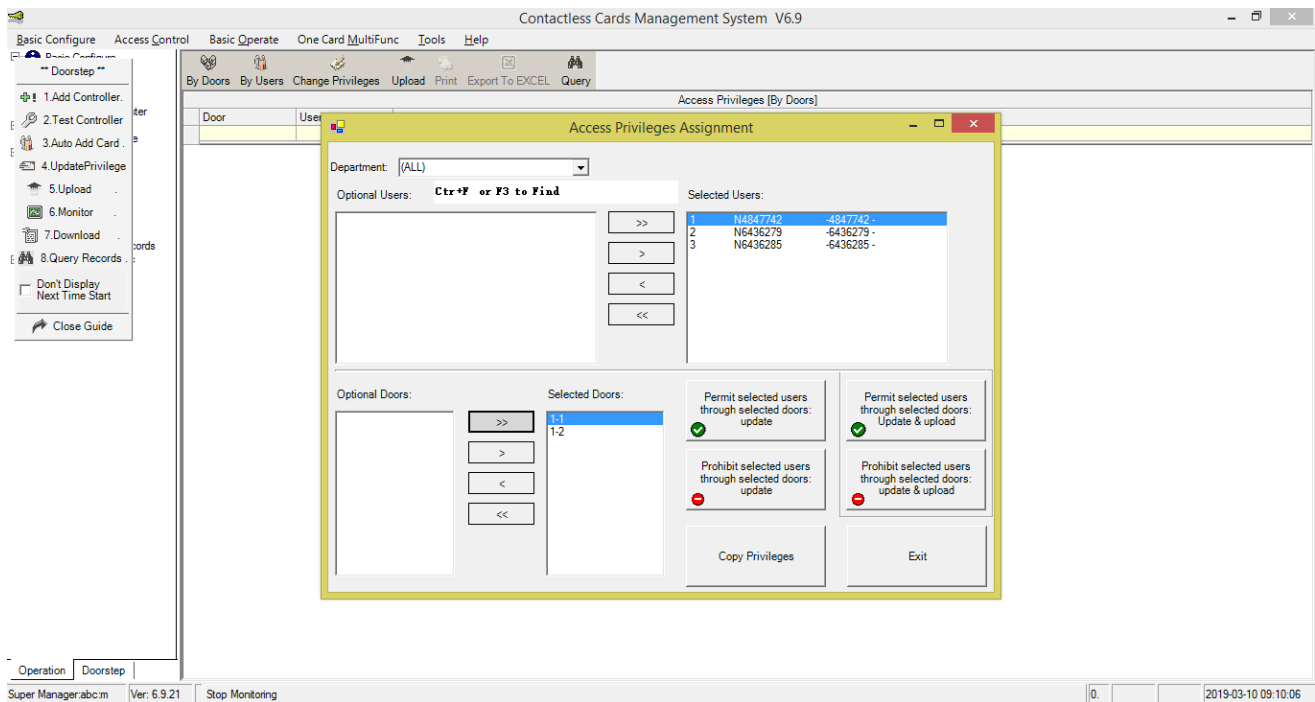 Contactless Cards Management System V6.9
Basic Configure Access Control Basic Operate One Card MultiFunc Tools Help
Basic Configure
** Doorstep **
1.Add Controller.
2.Test Controller
3.Auto Add Card .
4.UpdatePrivilege
5.Upload .
6.Monitor .
7.Download .
8.Query Records .
Don't Display
Next Time Start
Close Guide
ords
By Doors By Users Change Privileges Upload Print Export To EXCEL Query
Access Privileges [By Doors]
Door User
Access Privileges Assignment
Department: (ALL)
Optional Users: Ctr+F or F3 to Find Selected Users:
1 N4847742 -4847742 -
2 N6436279 -6436279 -
3 N6436285 -6436285 -
>>
>
<
<<
Optional Doors: Selected Doors:
1-1
1-2
>>
>
<
<<
Permit selected users
through selected doors:
update
Permit selected users
through selected doors:
Update & upload
Prohibit selected users
through selected doors:
update
Prohibit selected users
through selected doors:
update & upload
Copy Privileges Exit
Operation Doorstep
Super Manager:abc:m Ver: 6.9.21 Stop Monitoring 0. 2019-03-10 09:10:06